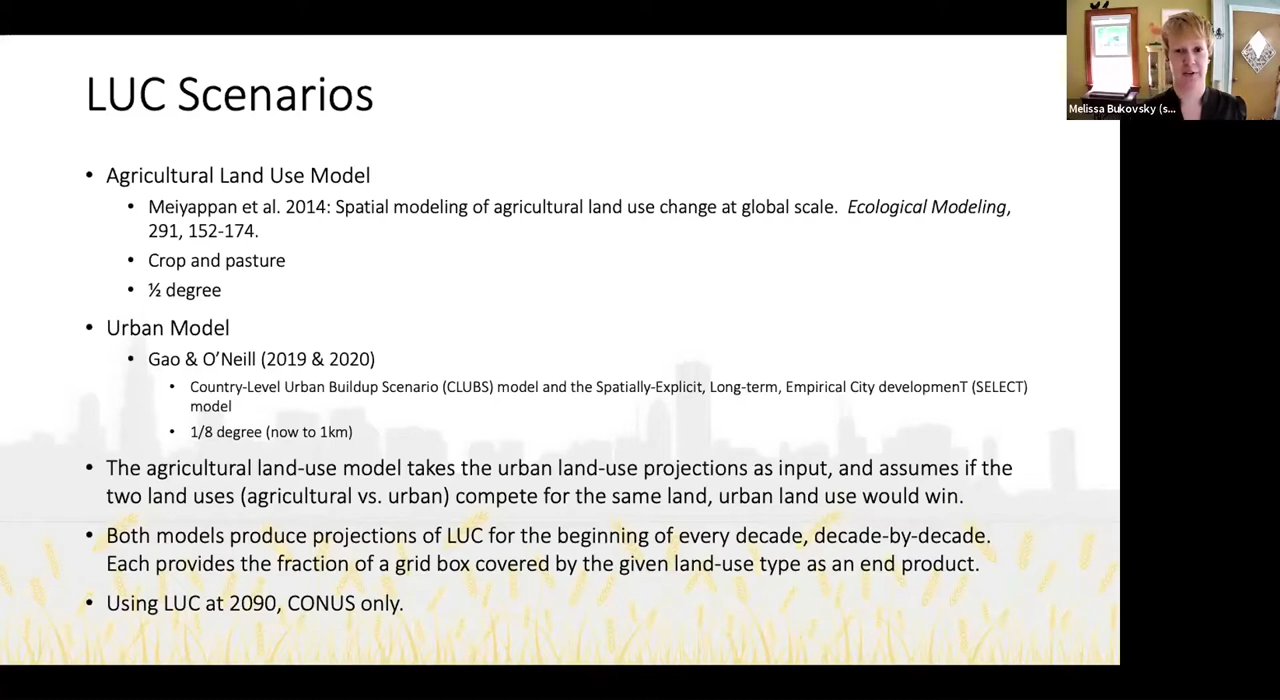 LUC Scenarios
Melissa Bukovsky (s...
• Agricultural Land Use Model
• Meiyappan et al. 2014: Spatial modeling of agricultural land use change at global scale. Ecological Modeling,
291, 152-174.
• Crop and pasture
• ½ degree
• Urban Model
• Gao & O’Neill (2019 & 2020)
• Country-Level Urban Buildup Scenario (CLUBS) model and the Spatially-Explicit, Long-term, Empirical City developmenT (SELECT)
model
• 1/8 degree (now to 1km)
• The agricultural land-use model takes the urban land-use projections as input, and assumes if the
two land uses (agricultural vs. urban) compete for the same land, urban land use would win.
• Both models produce projections of LUC for the beginning of every decade, decade-by-decade.
Each provides the fraction of a grid box covered by the given land-use type as an end product.
• Using LUC at 2090, CONUS only.